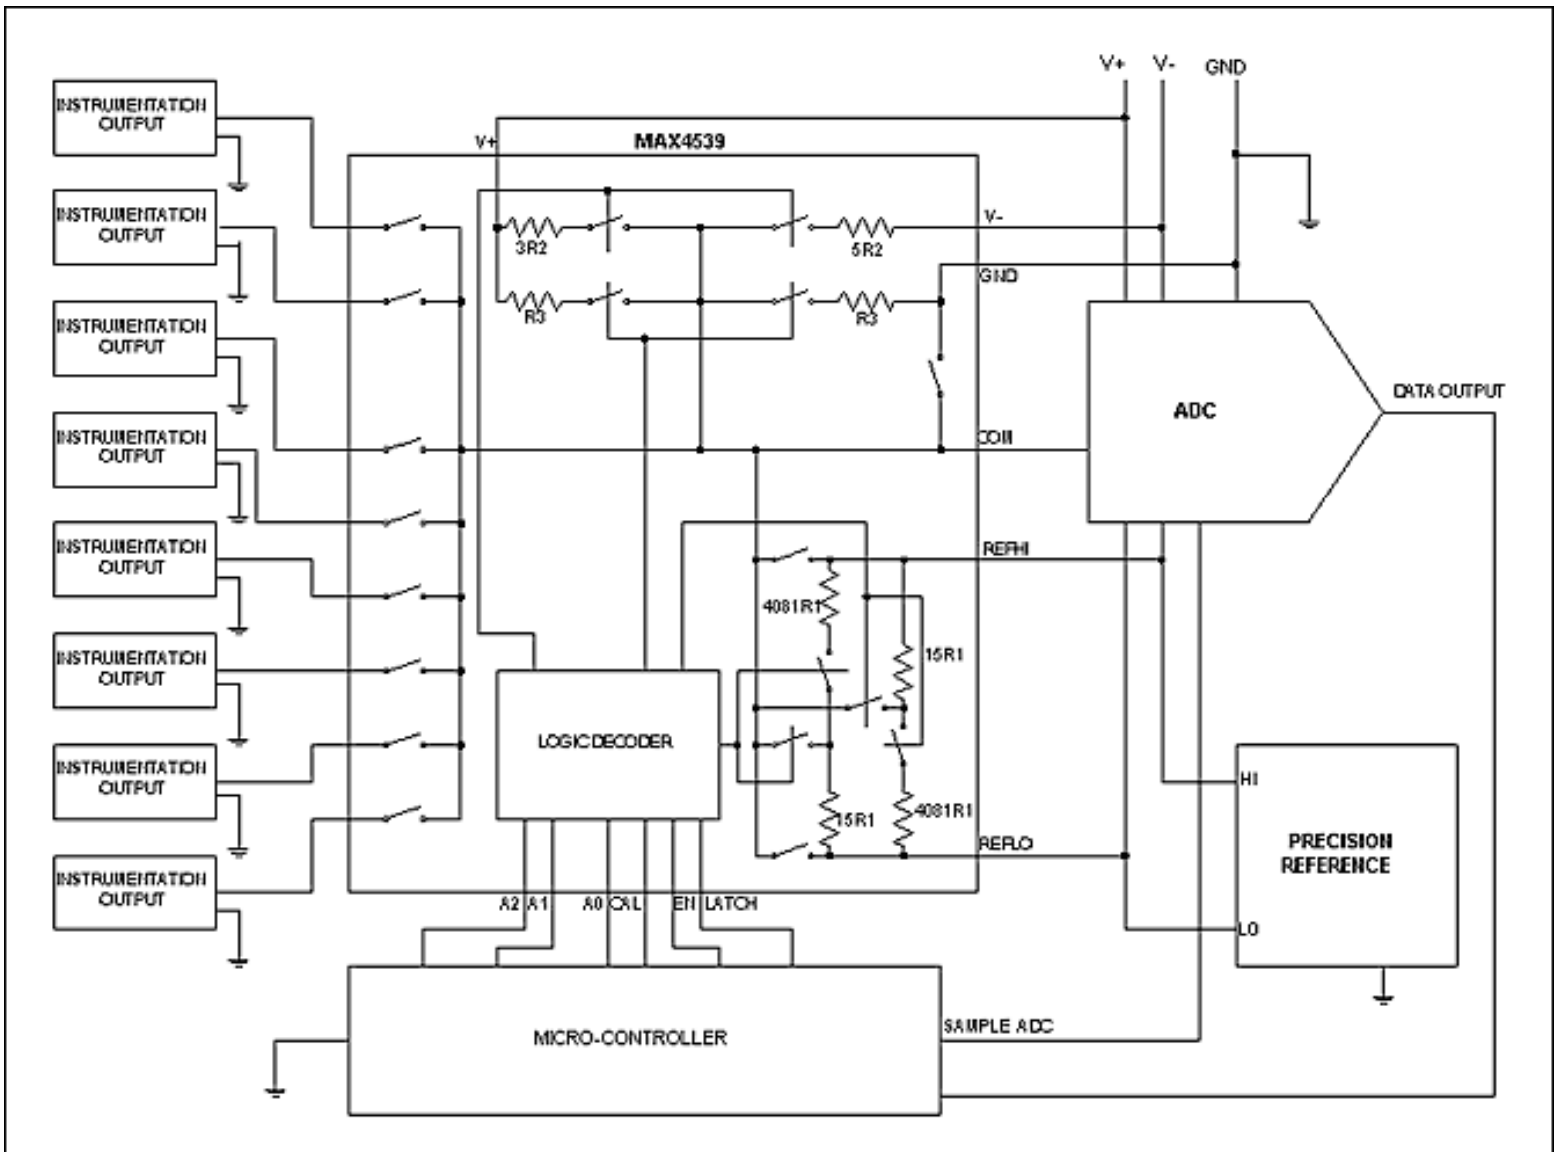 V+ V- GND
INSTRUMENTATION
OUTPUT
V+
MAX4539
INSTRUMENTATION
OUTPUT
3R2
5R2
V-
GND
R3
R3
INSTRUMENTATION
OUTPUT
DATA OUTPUT
ADC
INSTRUMENTATION
OUTPUT
COM
INSTRUMENTATION
OUTPUT
REFHI
4081R1
15R1
INSTRUMENTATION
OUTPUT
LOGIC DECODER
INSTRUMENTATION
OUTPUT
HI
15R1
4081R1
REFLO
PRECISION
REFERENCE
INSTRUMENTATION
OUTPUT
A2 A1 A0 CAL EN LATCH
LO
SAMPLE ADC
MICRO-CONTROLLER